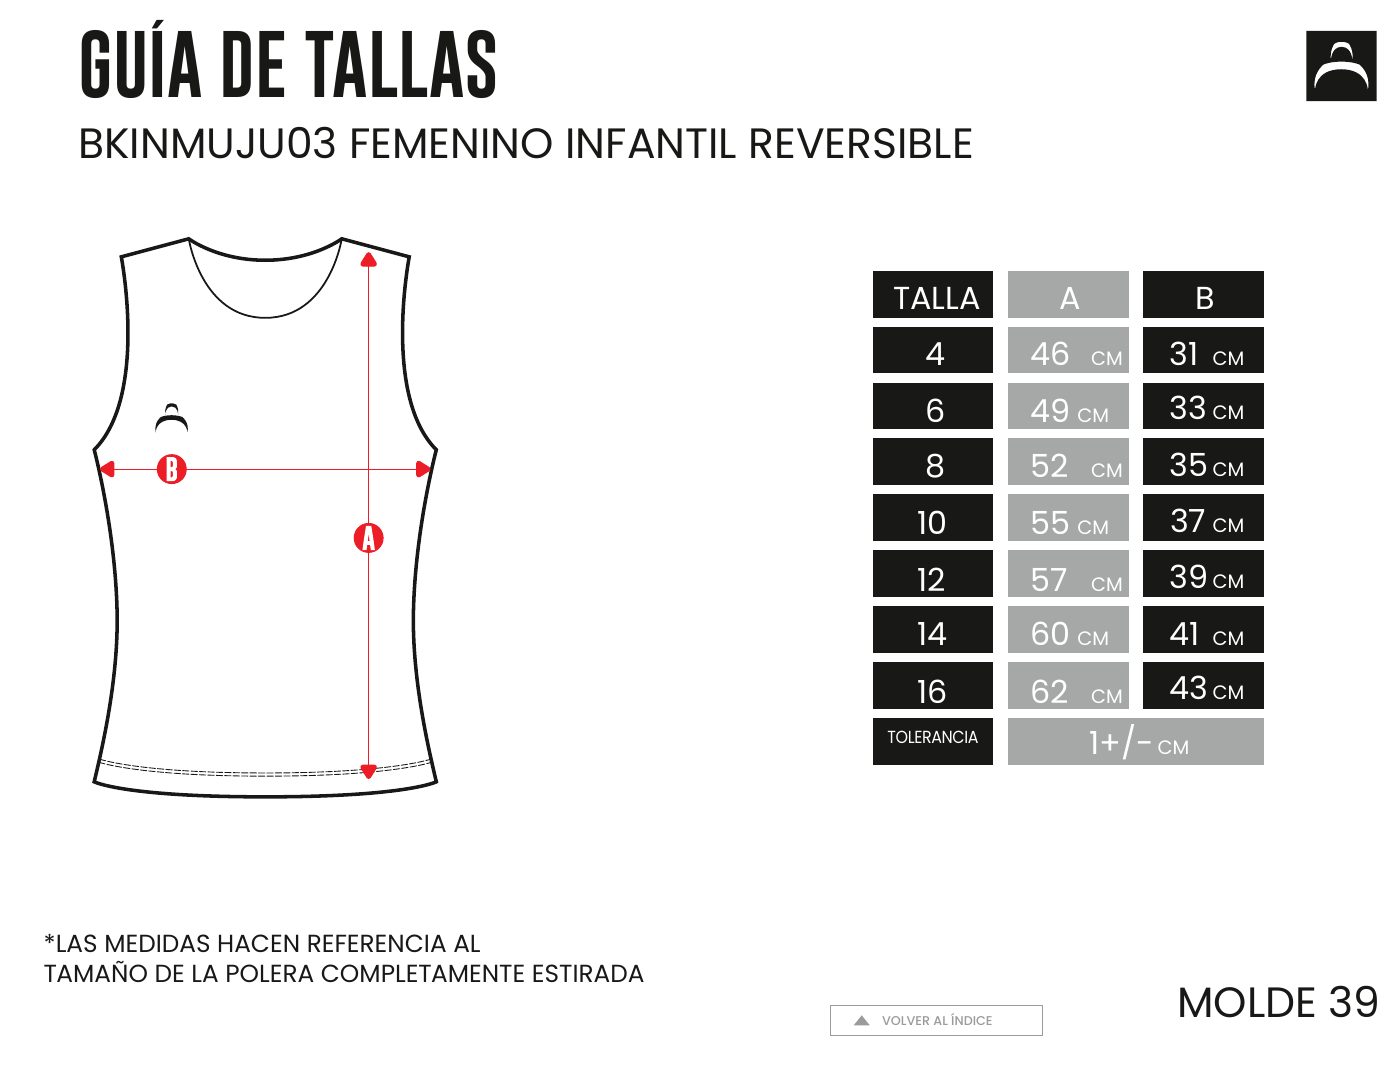 GUÍA DE TALLAS
BKINMUJU03 FEMENINO INFANTIL REVERSIBLE
TALLA A B
4 46 CM 31 CM
6 49 CM 33 CM
8 52 CM 35 CM
10 55 CM 37 CM
12 57 CM 39 CM
14 60 CM 41 CM
16 62 CM 43 CM
TOLERANCIA 1+/- CM
B
A
*LAS MEDIDAS HACEN REFERENCIA AL
TAMAÑO DE LA POLERA COMPLETAMENTE ESTIRADA
VOLVER AL ÍNDICE
MOLDE 39